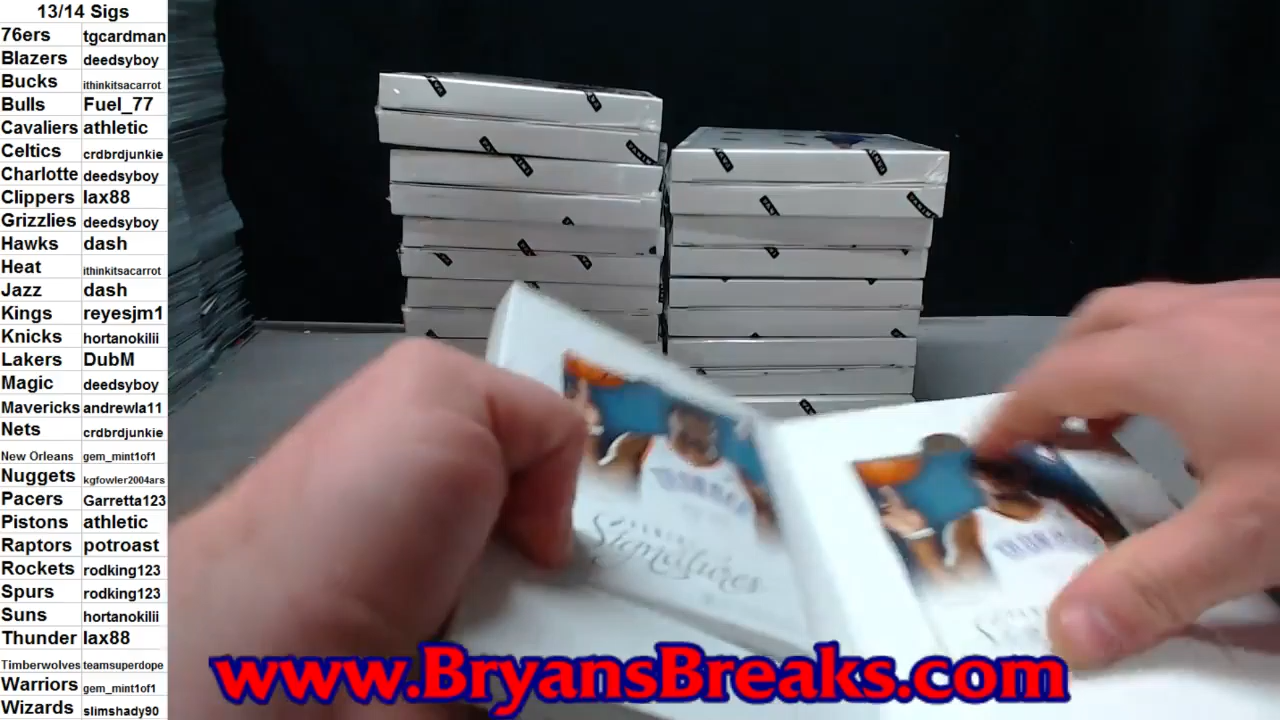 13/14 Sigs
76ers tgcardman
Blazers deedsyboy
Bucks ithinkitsacarrot
Bulls Fuel_77
Cavaliers athletic
Celtics crdbrdjunkie
Charlotte deedsyboy
Clippers lax88
Grizzlies deedsyboy
Hawks dash
Heat ithinkitsacarrot
Jazz dash
Kings reyesjm1
Knicks hortanokilii
Lakers DubM
Magic deedsyboy
Mavericks andrewla11
Nets crdbrdjunkie
New Orleans gem_mint1of1
Nuggets kgfowler2004ars
Pacers Garretta123
Pistons athletic
Raptors potroast
Rockets rodking123
Spurs rodking123
Suns hortanokilii
Thunder lax88
Timberwolves teamsuperdope
Warriors gem_mint1of1
Wizards slimshady90
Signatures
www.BryansBreaks.com